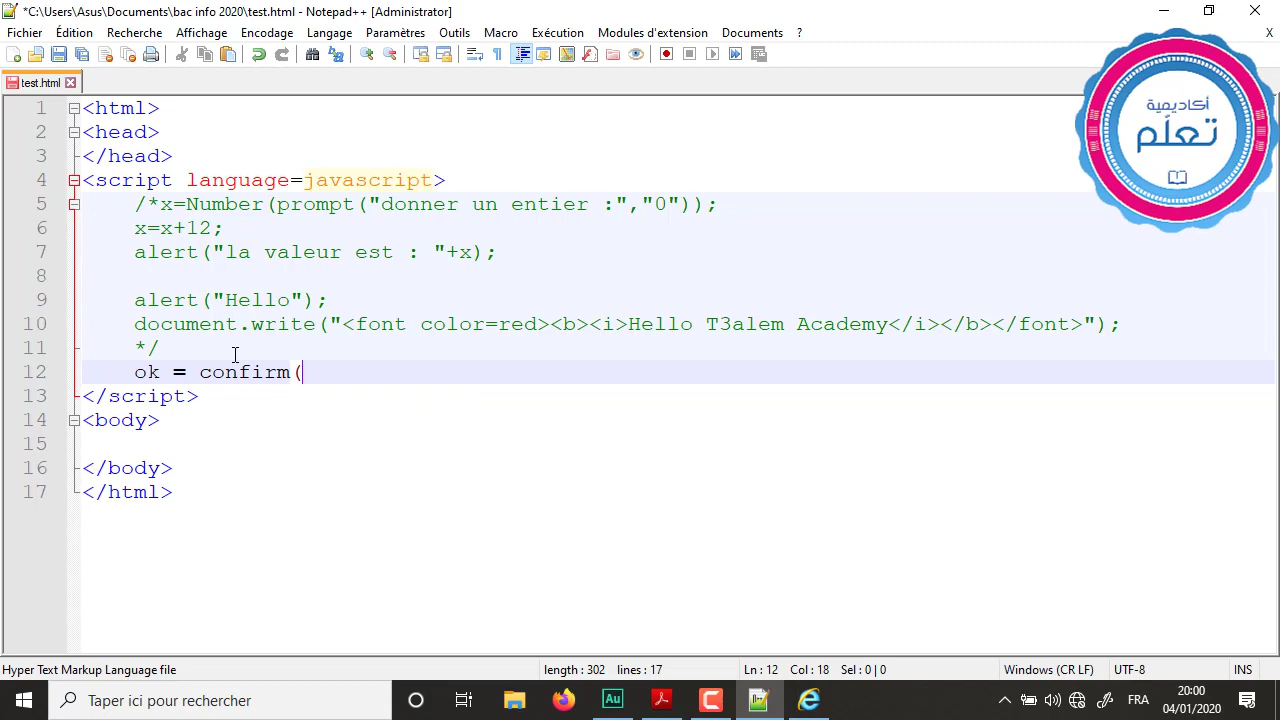 *C:\Users\Asus\Documents\bac info 2020\test.html - Notepad++ [Administrator]
Fichier Édition Recherche Affichage Encodage Langage Paramètres Outils Macro Exécution Modules d'extension Documents ? X
test.html
1 <html>
2 <head>
3 </head>
4 <script language=javascript>
5 /*x=Number(prompt("donner un entier :","0"));
6 x=x+12;
7 alert("la valeur est : "+x);
8
9 alert("Hello");
10 document.write("<font color=red><b><i>Hello T3alem Academy</i></b></font>");
11 */
12 ok = confirm(
13 </script>
14 <body>
15
16 </body>
17 </html>
أكاديمية
تعلّم
Hyper Text Markup Language file length : 302 lines : 17 Ln : 12 Col : 18 Sel : 0 | 0 Windows (CR LF) UTF-8 INS
Taper ici pour rechercher
Au
FRA
20:00
04/01/2020